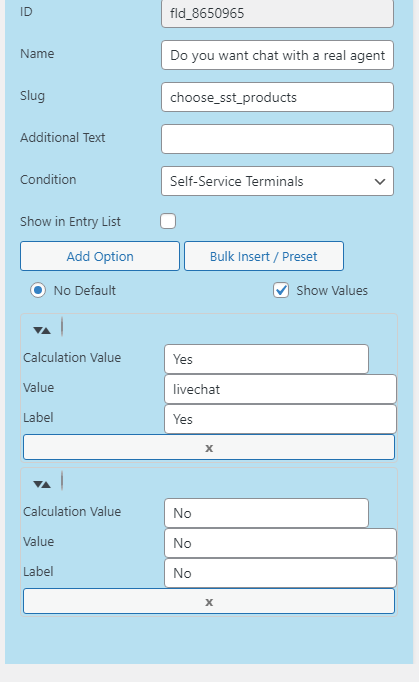 ID
fld_8650965
Name
Do you want chat with a real agent
Slug
choose_sst_products
Additional Text
Condition
Self-Service Terminals
Show in Entry List
Add Option
Bulk Insert / Preset
No Default
Show Values
Calculation Value
Yes
Value
livechat
Label
Yes
x
Calculation Value
No
Value
No
Label
No
x